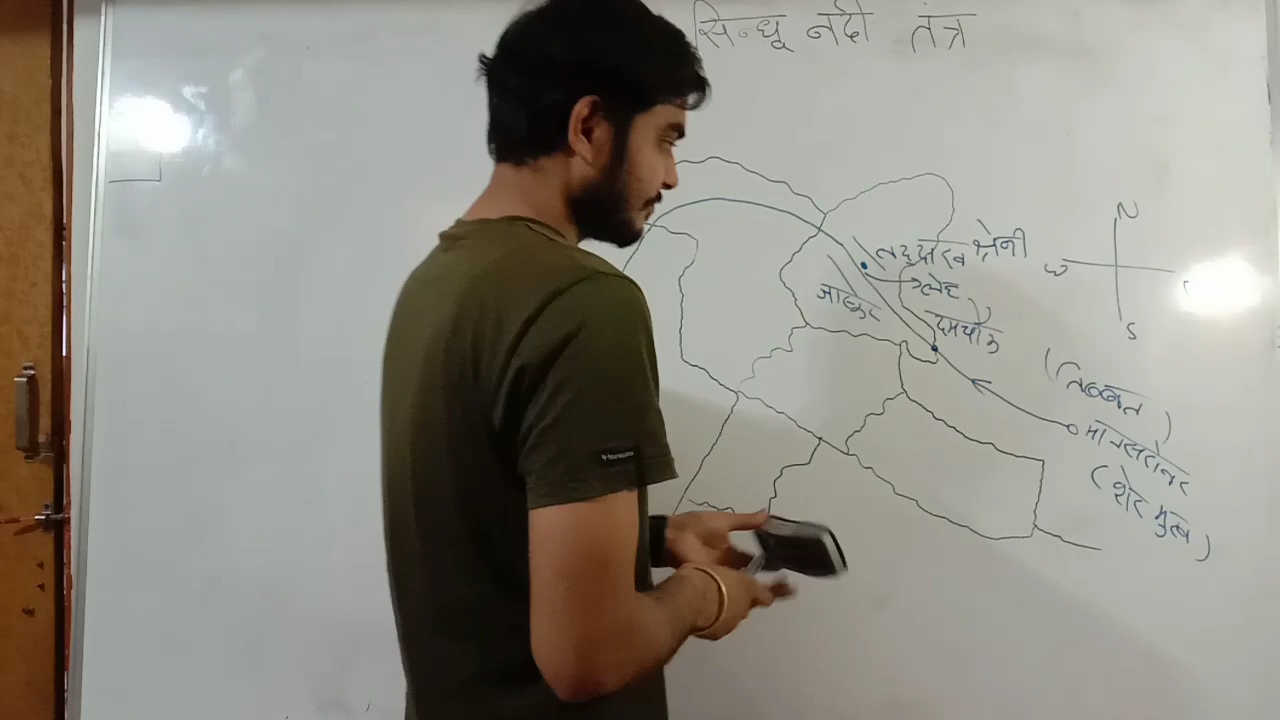 सिन्धू नदी तंत्र
N
लद्दाख श्रेनी
W
लेह
जास्कर
दमचौक
S
(तिब्बत)
मानसरोवर
(शेर मुख)